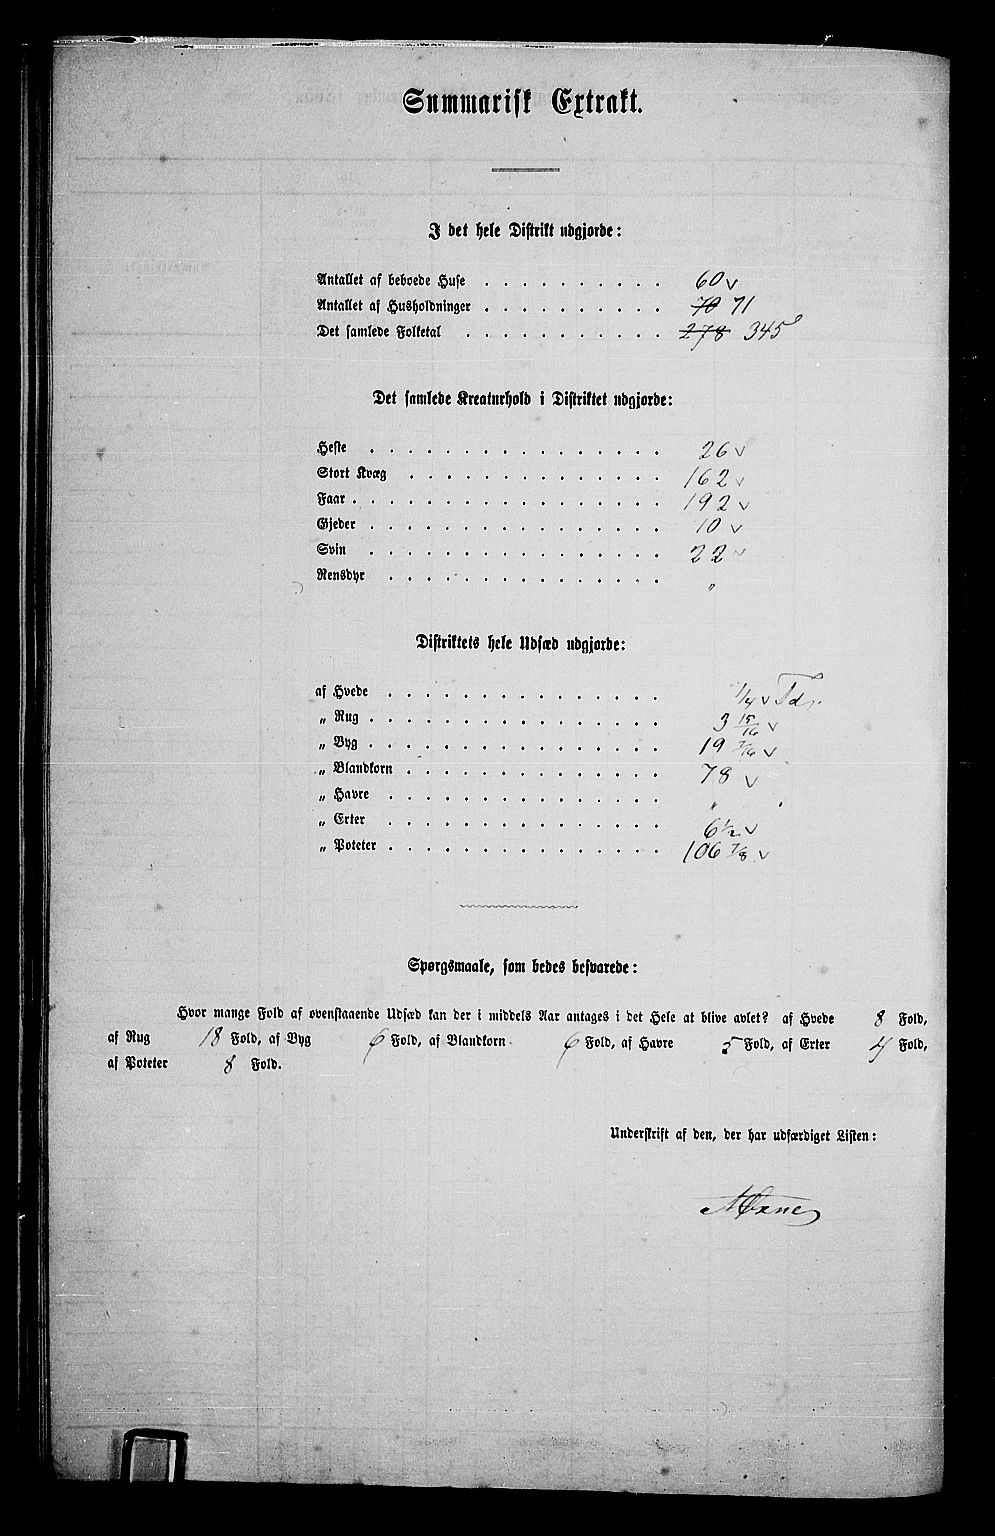 Summarisk Extrakt.
I det hele Distrikt udgjorde:
Antallet af beboede Huse . . . . . . . . . . 60 v
Antallet af Husholdninger . . . . . . . . . . 70 71
Det samlede Folketal . . . . . . . . . . . 278 345
Det samlede Kreaturhold i Distriktet udgjorde:
Heste . . . . . . . . . . . . . . . . 26 v
Stort Kvæg . . . . . . . . . . . . . . 162 v
Faar . . . . . . . . . . . . . . . . . 192 v
Gjeder . . . . . . . . . . . . . . . . 10 v
Svin . . . . . . . . . . . . . . . . 22 v
Rensdyr . . . . . . . . . . . . . . . "
Distriktets hele Udsæd udgjorde:
af Hvede . . . . . . . . . . . . . . . 1/4 v Td.
„ Rug . . . . . . . . . . . . . . . . 3 15/16 v
„ Byg . . . . . . . . . . . . . . . . 19 7/16 v
„ Blandkorn . . . . . . . . . . . . . . 78 v
„ Havre . . . . . . . . . . . . . . . "
„ Erter . . . . . . . . . . . . . . . 6 1/2 v
„ Poteter . . . . . . . . . . . . . . . 106 7/8 v
Spørgsmaale, som bedes besvarede:
Hvor mange Fold af ovenstaaende Udsæd kan der i middels Aar antages i det Hele at blive avlet? af Hvede 8 Fold,
af Rug 18 Fold, af Byg 6 Fold, af Blandkorn 6 Fold, af Havre 5 Fold, af Erter 4 Fold,
af Poteter 8 Fold.
Underskrift af den, der har udfærdiget Listen: